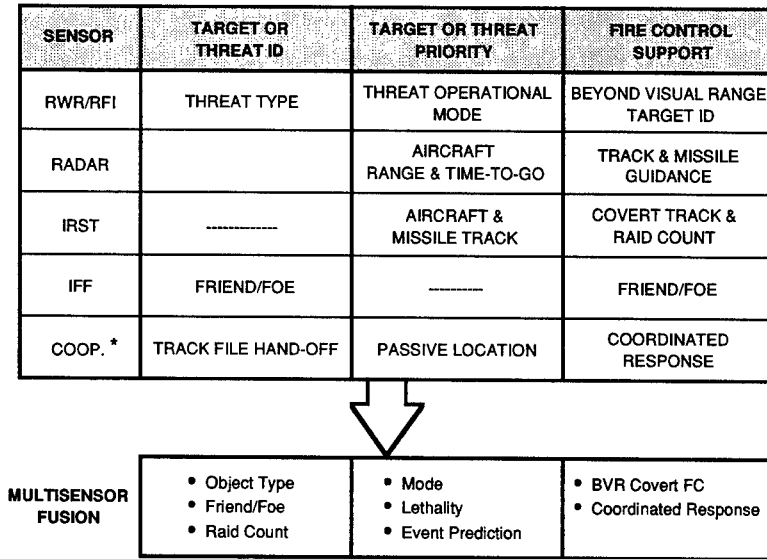 SENSOR
TARGET OR
THREAT ID
TARGET OR THREAT
PRIORITY
FIRE CONTROL
SUPPORT
RWR/RFI
THREAT TYPE
THREAT OPERATIONAL
MODE
BEYOND VISUAL RANGE
TARGET ID
RADAR
AIRCRAFT
RANGE & TIME-TO-GO
TRACK & MISSILE
GUIDANCE
IRST
-------------
AIRCRAFT &
MISSILE TRACK
COVERT TRACK &
RAID COUNT
IFF
FRIEND/FOE
----------
FRIEND/FOE
COOP. *
TRACK FILE HAND-OFF
PASSIVE LOCATION
COORDINATED
RESPONSE
MULTISENSOR
FUSION
• Object Type
• Friend/Foe
• Raid Count
• Mode
• Lethality
• Event Prediction
• BVR Covert FC
• Coordinated Response